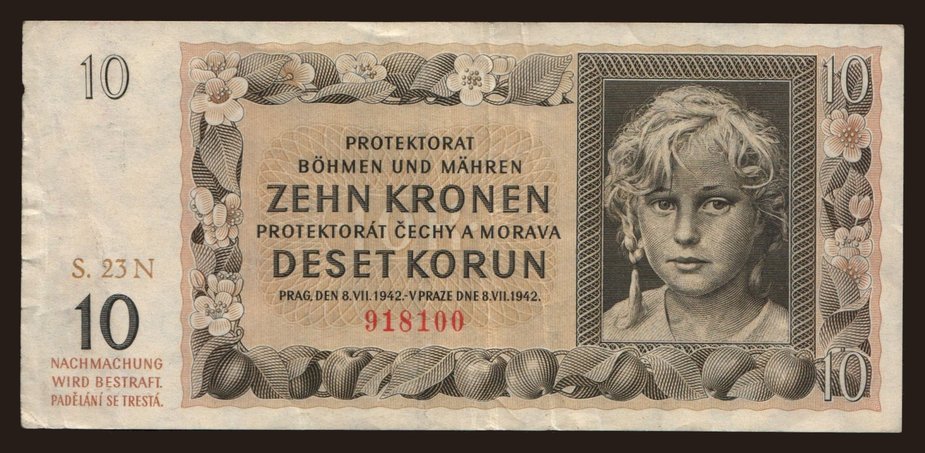 10
10
PROTEKTORAT
BÖHMEN UND MÄHREN
ZEHN KRONEN
PROTEKTORÁT ČECHY A MORAVA
DESET KORUN
PRAG, DEN 8.VII.1942.-V PRAZE DNE 8.VII.1942.
918100
S. 23 N
10
NACHMACHUNG
WIRD BESTRAFT.
PADĚLÁNÍ SE TRESTÁ.
10